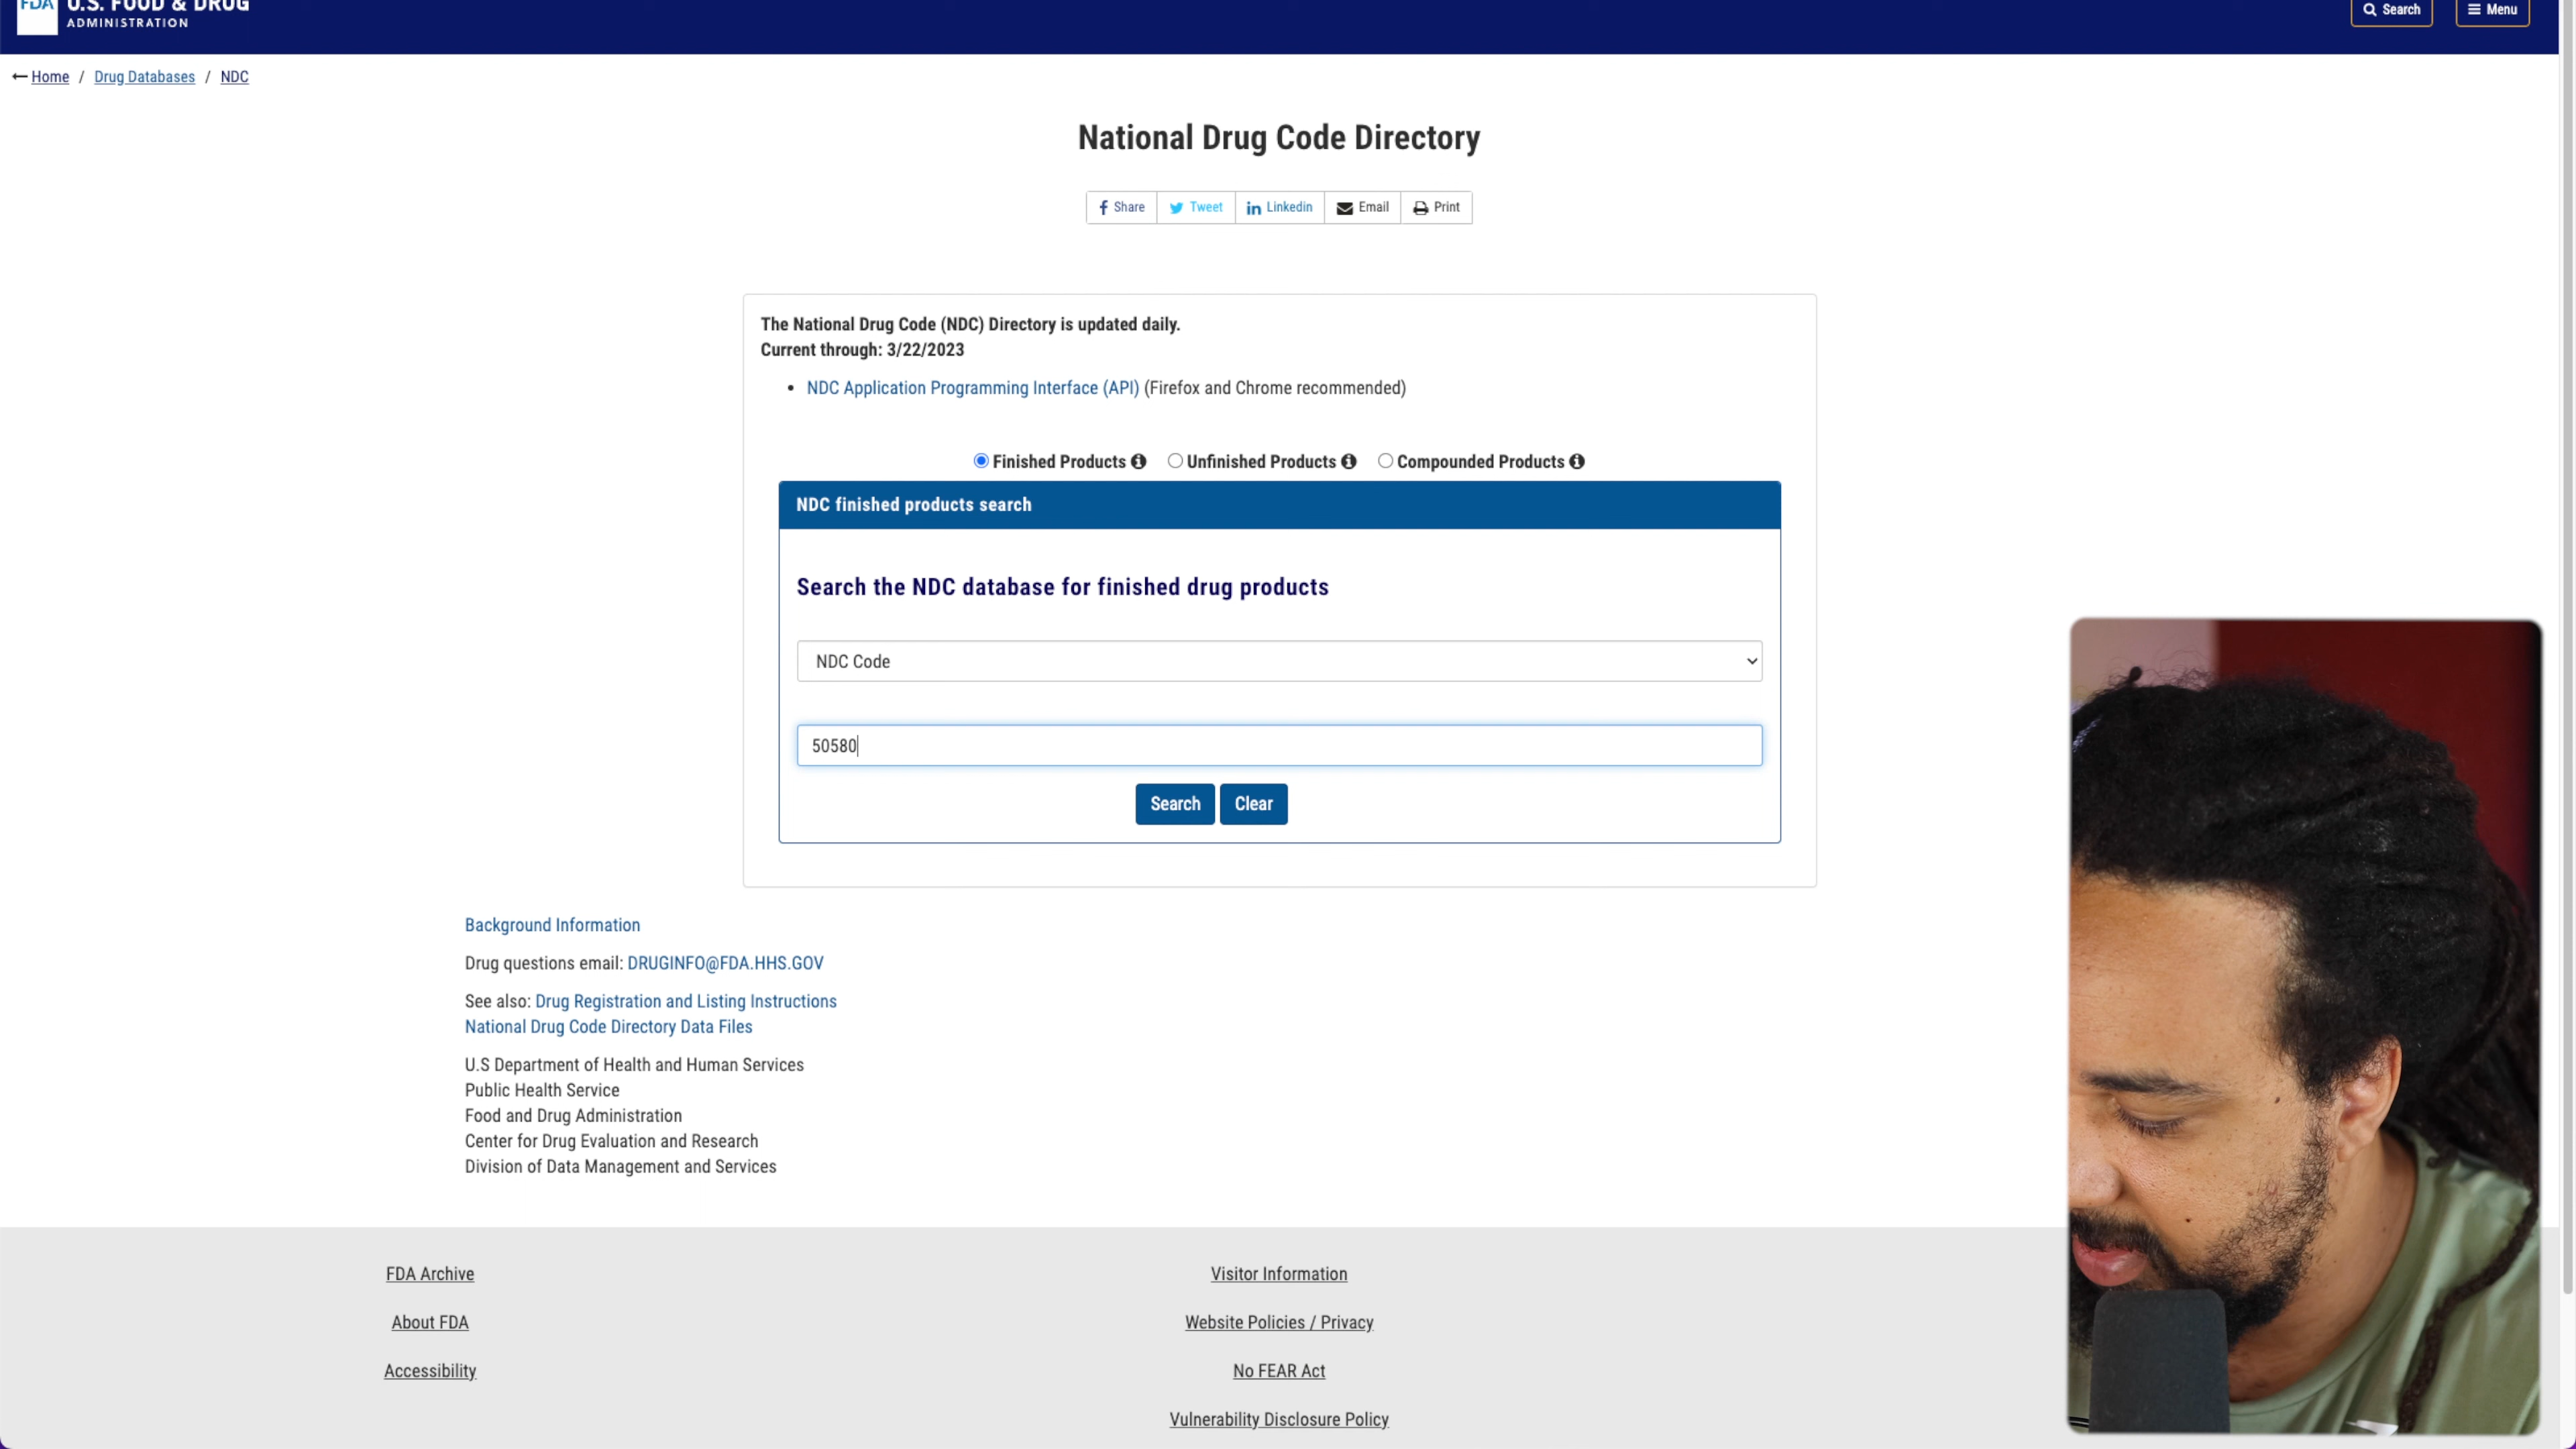 FDA U.S. FOOD & DRUG
ADMINISTRATION
Search
Menu
Home / Drug Databases / NDC
National Drug Code Directory
Share Tweet Linkedin Email Print
The National Drug Code (NDC) Directory is updated daily.
Current through: 3/22/2023
• NDC Application Programming Interface (API) (Firefox and Chrome recommended)
Finished Products Unfinished Products Compounded Products
NDC finished products search
Search the NDC database for finished drug products
NDC Code
50580
Search Clear
Background Information
Drug questions email: DRUGINFO@FDA.HHS.GOV
See also: Drug Registration and Listing Instructions
National Drug Code Directory Data Files
U.S Department of Health and Human Services
Public Health Service
Food and Drug Administration
Center for Drug Evaluation and Research
Division of Data Management and Services
FDA Archive
Visitor Information
About FDA
Website Policies / Privacy
Accessibility
No FEAR Act
Vulnerability Disclosure Policy